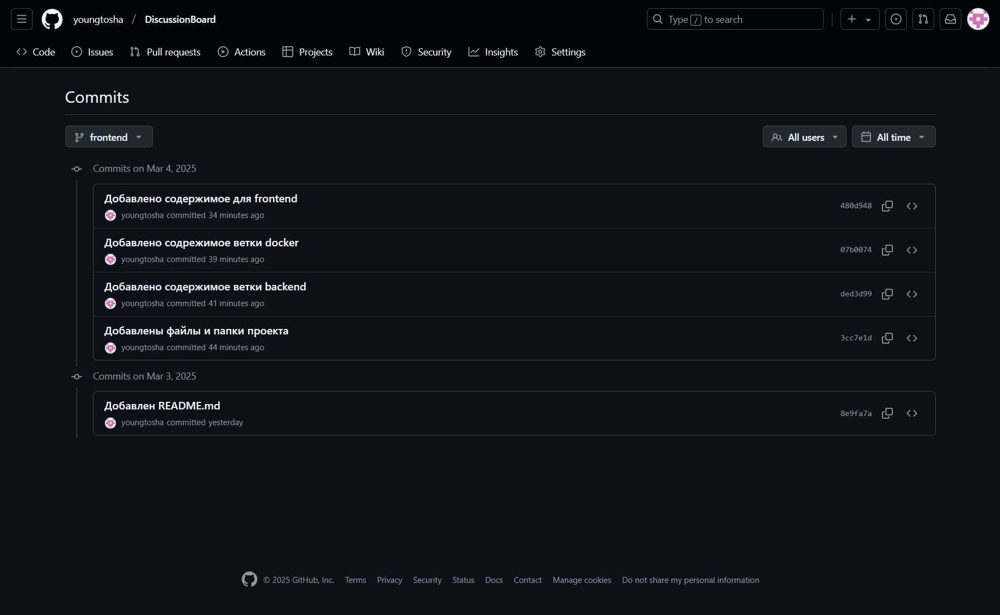 youngtosha / DiscussionBoard
Type / to search
Code Issues Pull requests Actions Projects Wiki Security Insights Settings
Commits
frontend
All users All time
Commits on Mar 4, 2025
Добавлено содержимое для frontend
youngtosha committed 34 minutes ago
480d948
Добавлено содрежимое ветки docker
youngtosha committed 39 minutes ago
07b0074
Добавлено содержимое ветки backend
youngtosha committed 41 minutes ago
ded3d99
Добавлены файлы и папки проекта
youngtosha committed 44 minutes ago
3cc7e1d
Commits on Mar 3, 2025
Добавлен README.md
youngtosha committed yesterday
8e9fa7a
© 2025 GitHub, Inc. Terms Privacy Security Status Docs Contact Manage cookies Do not share my personal information